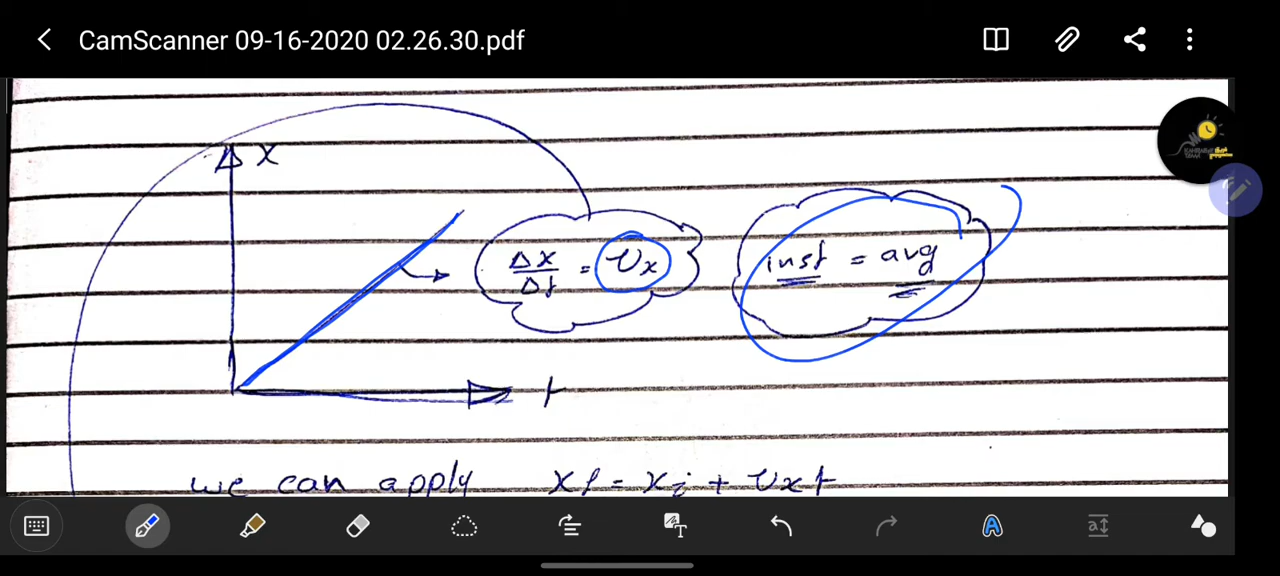 CamScanner 09-16-2020 02.26.30.pdf
x
Δx/Δt = vx
inst = avg
t
we can apply xf = xi + vxt